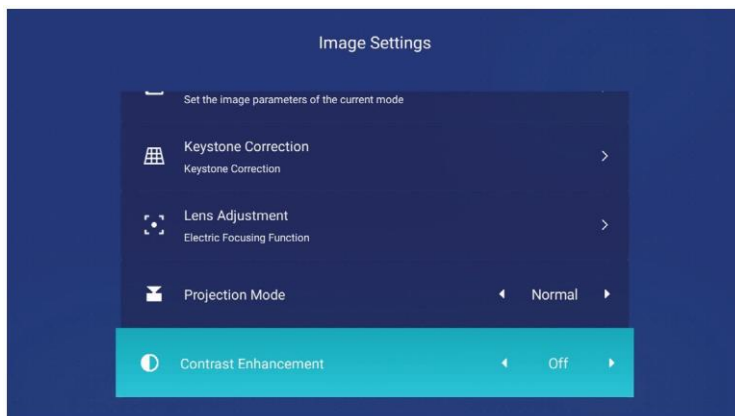 Image Settings
Set the image parameters of the current mode
Keystone Correction
Keystone Correction
Lens Adjustment
Electric Focusing Function
Projection Mode
Normal
Contrast Enhancement
Off